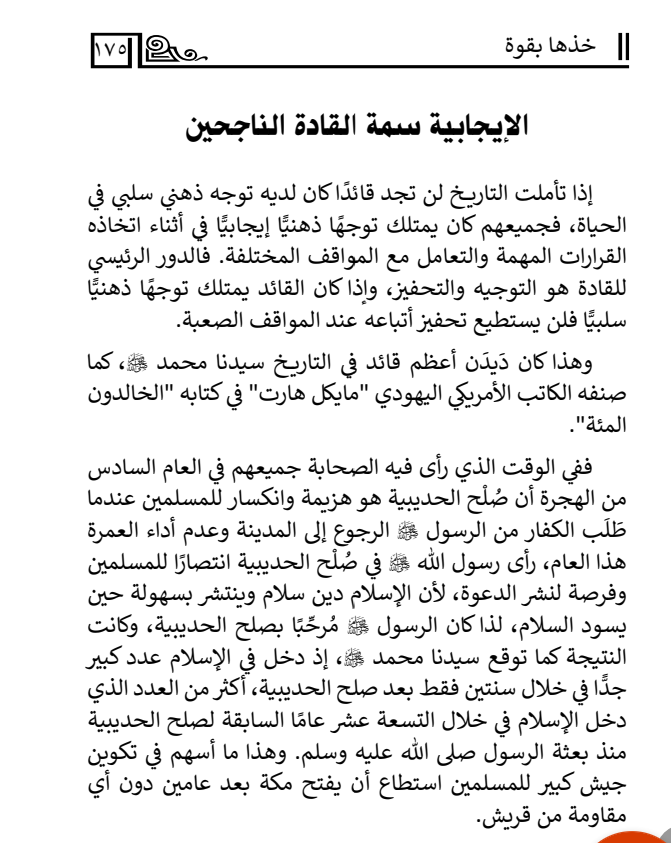 خذها بقوة
١٧٥
الإيجابية سمة القادة الناجحين
إذا تأملت التاريخ لن تجد قائدًا كان لديه توجه ذهني سلبي في
الحياة، فجميعهم كان يمتلك توجهًا ذهنيًّا إيجابيًّا في أثناء اتخاذه
القرارات المهمة والتعامل مع المواقف المختلفة. فالدور الرئيسي
للقادة هو التوجيه والتحفيز، وإذا كان القائد يمتلك توجهًا ذهنيًّا
سلبيًّا فلن يستطيع تحفيز أتباعه عند المواقف الصعبة.
وهذا كان دَيدَن أعظم قائد في التاريخ سيدنا محمد ﷺ، كما
صنفه الكاتب الأمريكي اليهودي "مايكل هارت" في كتابه "الخالدون
المئة".
ففي الوقت الذي رأى فيه الصحابة جميعهم في العام السادس
من الهجرة أن صُلْح الحديبية هو هزيمة وانكسار للمسلمين عندما
طَلَب الكفار من الرسول ﷺ الرجوع إلى المدينة وعدم أداء العمرة
هذا العام، رأى رسول الله ﷺ في صُلْح الحديبية انتصارًا للمسلمين
وفرصة لنشر الدعوة، لأن الإسلام دين سلام وينتشر بسهولة حين
يسود السلام، لذا كان الرسول ﷺ مُرحِّبًا بصلح الحديبية، وكانت
النتيجة كما توقع سيدنا محمد ﷺ، إذ دخل في الإسلام عدد كبير
جدًّا في خلال سنتين فقط بعد صلح الحديبية، أكثر من العدد الذي
دخل الإسلام في خلال التسعة عشر عامًا السابقة لصلح الحديبية
منذ بعثة الرسول صلى الله عليه وسلم. وهذا ما أسهم في تكوين
جيش كبير للمسلمين استطاع أن يفتح مكة بعد عامين دون أي
مقاومة من قريش.